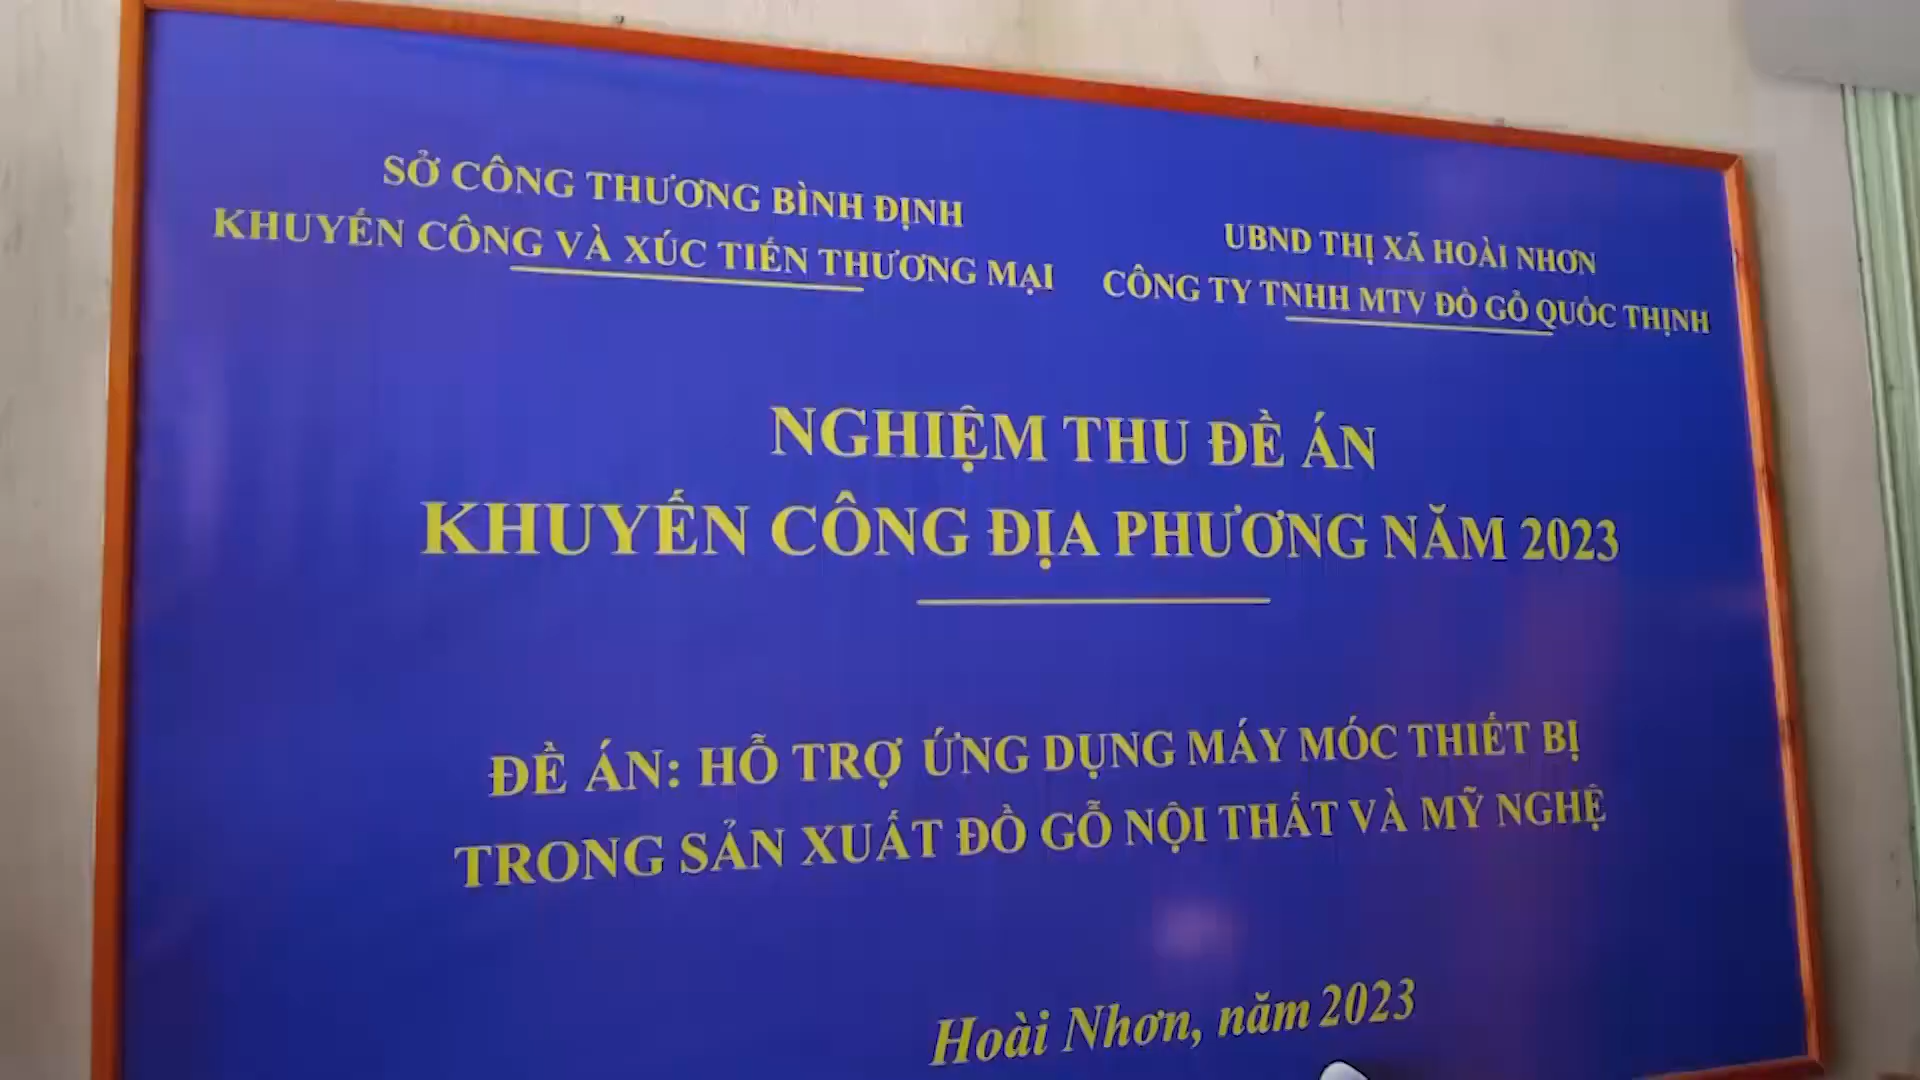 SỞ CÔNG THƯƠNG BÌNH ĐỊNH
KHUYẾN CÔNG VÀ XÚC TIẾN THƯƠNG MẠI
UBND THỊ XÃ HOÀI NHƠN
CÔNG TY TNHH MTV ĐỒ GỖ QUỐC THỊNH
NGHIỆM THU ĐỀ ÁN
KHUYẾN CÔNG ĐỊA PHƯƠNG NĂM 2023
ĐỀ ÁN: HỖ TRỢ ỨNG DỤNG MÁY MÓC THIẾT BỊ
TRONG SẢN XUẤT ĐỒ GỖ NỘI THẤT VÀ MỸ NGHỆ
Hoài Nhơn, năm 2023